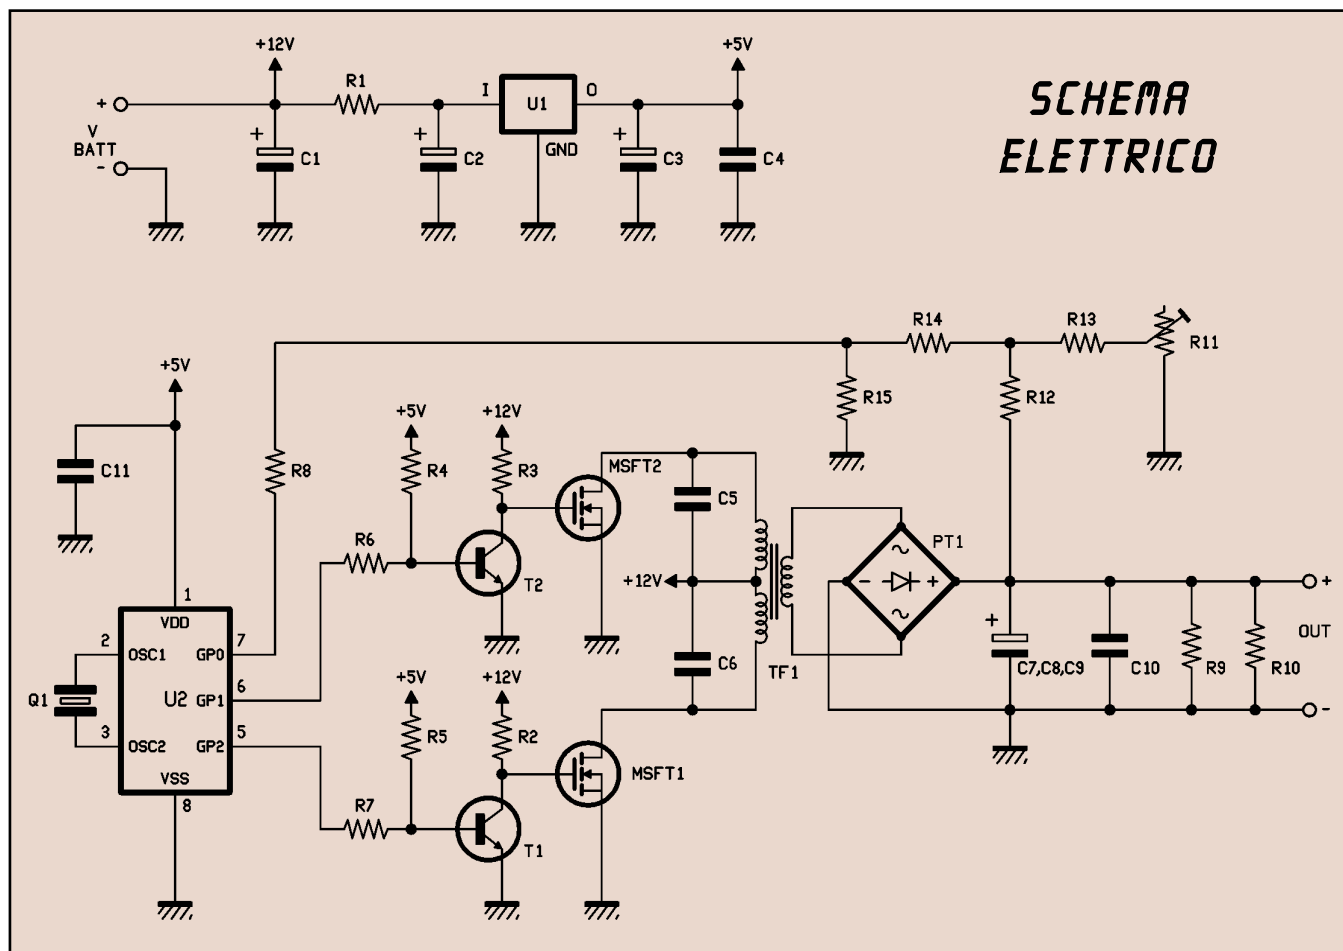 SCHEMA
ELETTRICO
+12V
+5V
R1
I
U1
O
+
V
BATT
-
+
C1
+
C2
GND
+
C3
C4
R14
R13
R11
+5V
R15
R12
C11
R8
+5V
+12V
R4
R3
MSFT2
C5
R6
T2
+12V
PT1
-
+
+
1
VDD
2
OSC1
GP0
7
Q1
U2
GP1
6
3
OSC2
GP2
5
VSS
8
+5V
+12V
C6
TF1
+
C7,C8,C9
C10
R9
R10
OUT
-
R5
R2
MSFT1
R7
T1